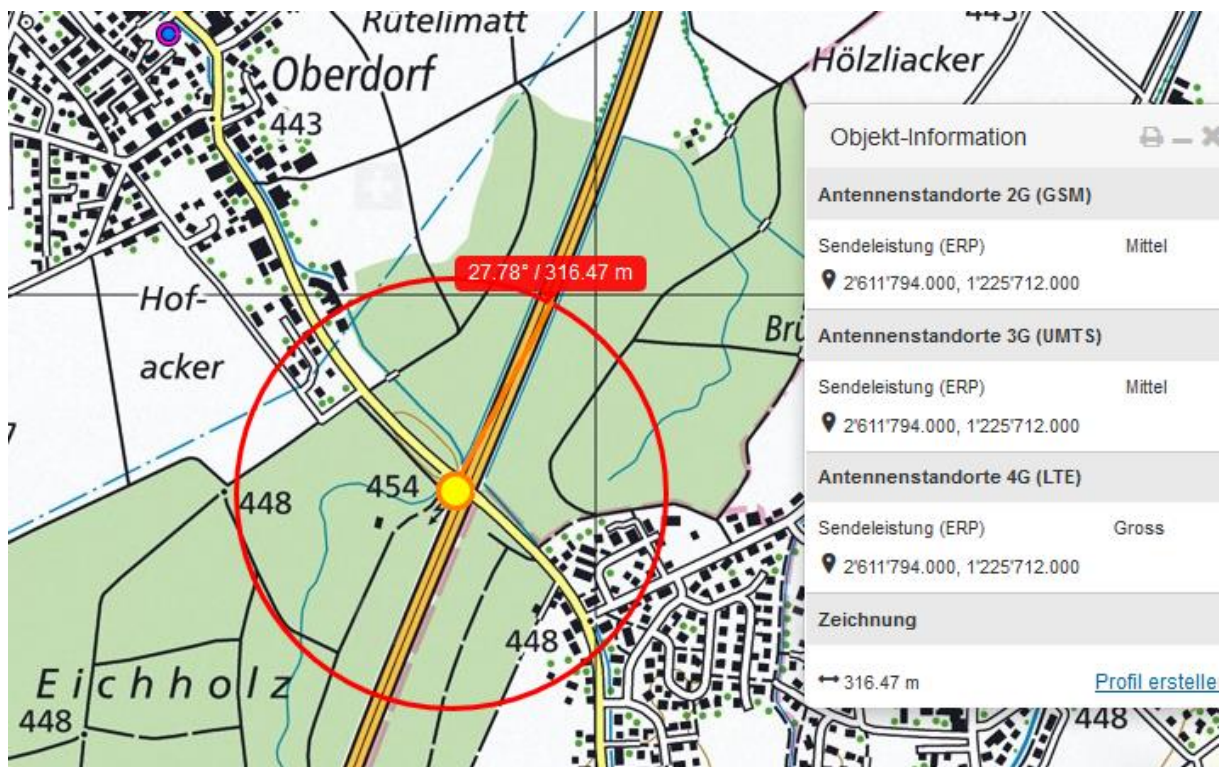 Rütelimatt
443
Oberdorf
Hölzliacker
443
Objekt-Information
Antennenstandorte 2G (GSM)
Sendeleistung (ERP) Mittel
2'611'794.000, 1'225'712.000
27.78° / 316.47 m
Hof-
acker
Antennenstandorte 3G (UMTS)
Sendeleistung (ERP) Mittel
2'611'794.000, 1'225'712.000
Antennenstandorte 4G (LTE)
454
448
Sendeleistung (ERP) Gross
2'611'794.000, 1'225'712.000
Zeichnung
448
Eichholz
316.47 m Profil erstellen
448
448